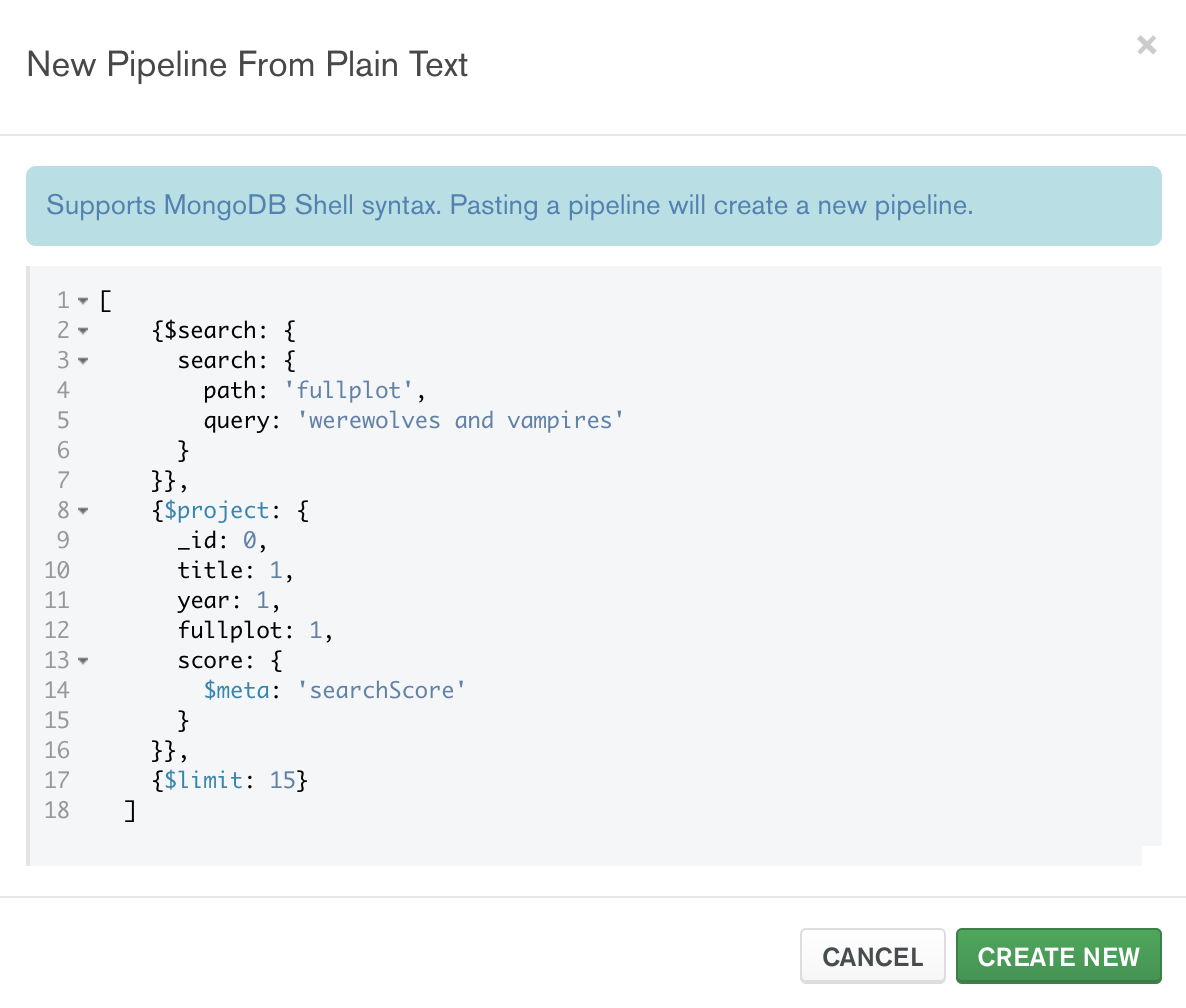 New Pipeline From Plain Text
×
Supports MongoDB Shell syntax. Pasting a pipeline will create a new pipeline.
1 [
2 {$search: {
3 search: {
4 path: 'fullplot',
5 query: 'werewolves and vampires'
6 }
7 }},
8 {$project: {
9 _id: 0,
10 title: 1,
11 year: 1,
12 fullplot: 1,
13 score: {
14 $meta: 'searchScore'
15 }
16 }},
17 {$limit: 15}
18 ]
CANCEL CREATE NEW